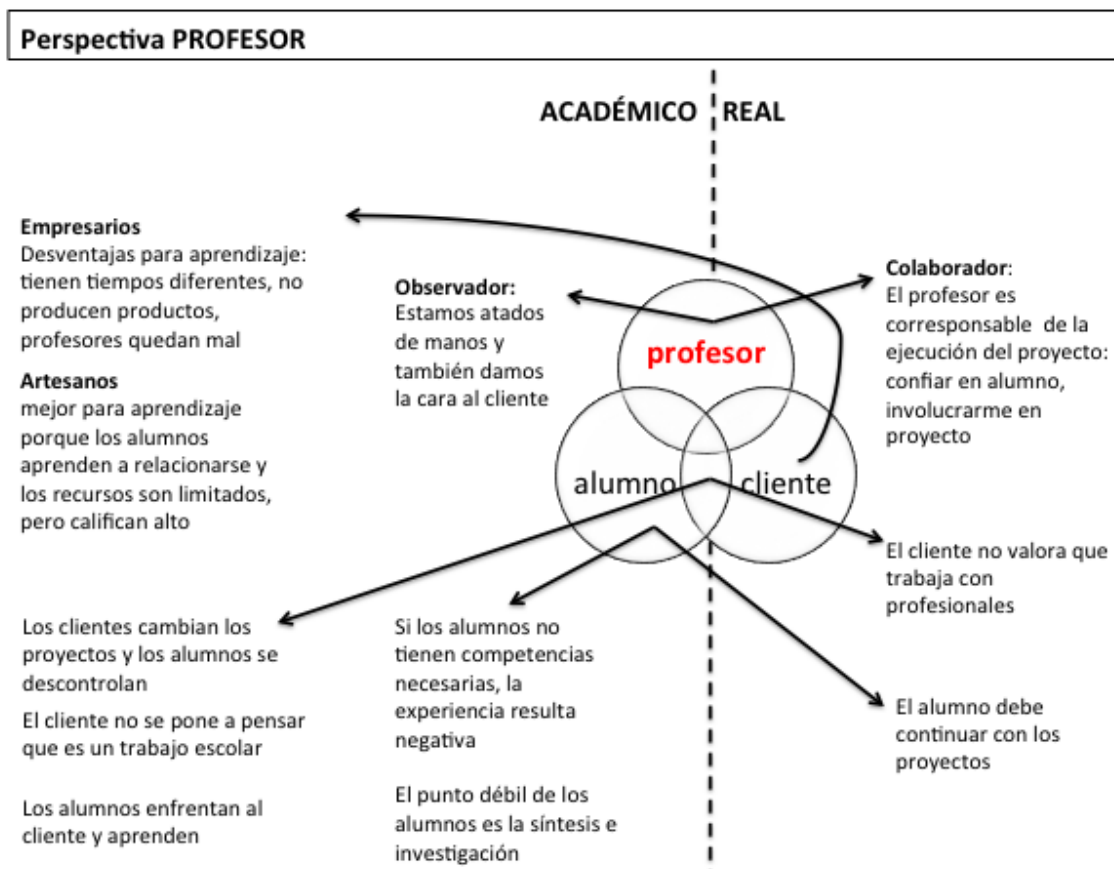 Perspectiva PROFESOR
ACADÉMICO
REAL
Empresarios
Desventajas para aprendizaje:
tienen tiempos diferentes, no
producen productos,
profesores quedan mal
Artesanos
mejor para aprendizaje
porque los alumnos
aprenden a relacionarse y
los recursos son limitados,
pero califican alto
Observador:
Estamos atados
de manos y
también damos
la cara al cliente
profesor
alumno
cliente
Colaborador:
El profesor es
corresponsable de la
ejecución del proyecto:
confiar en alumno,
involucrarme en
proyecto
El cliente no valora que
trabaja con
profesionales
Los clientes cambian los
proyectos y los alumnos se
descontrolan
El cliente no se pone a pensar
que es un trabajo escolar
Los alumnos enfrentan al
cliente y aprenden
Si los alumnos no
tienen competencias
necesarias, la
experiencia resulta
negativa
El punto débil de los
alumnos es la síntesis e
investigación
El alumno debe
continuar con los
proyectos